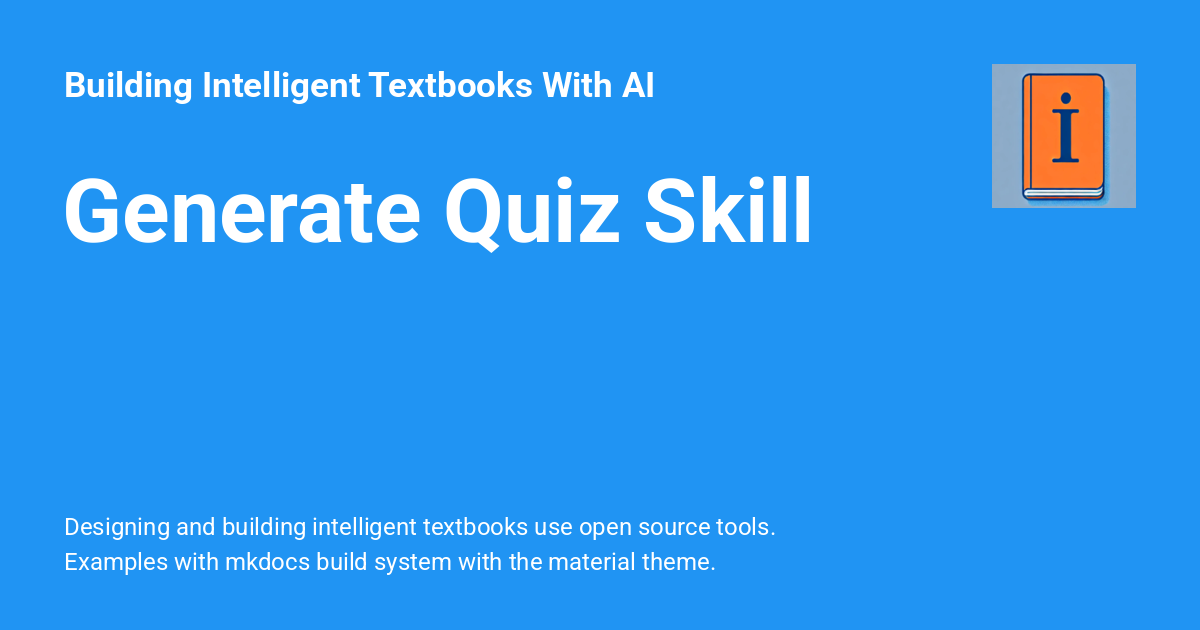 Building Intelligent Textbooks With AI
i
Generate Quiz Skill
Designing and building intelligent textbooks use open source tools.
Examples with mkdocs build system with the material theme.